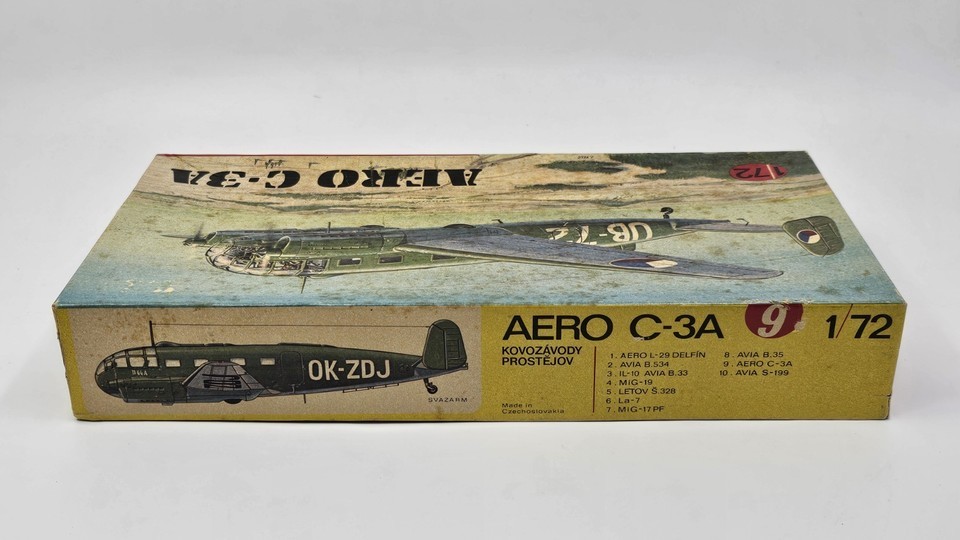 AERO C-3A
1/72
UB-72
OK-ZDJ
SVAZARM
AERO C-3A 9. 1/72
KOVOZÁVODY
PROSTĚJOV
Made in
Czechoslovakia
1. AERO L-29 DELFÍN
2. AVIA B.534
3. IL-10 AVIA B.33
4. MiG-19
5. LETOV Š.328
6. La-7
7. MiG-17PF
8. AVIA B.35
9. AERO C-3A
10. AVIA S-199